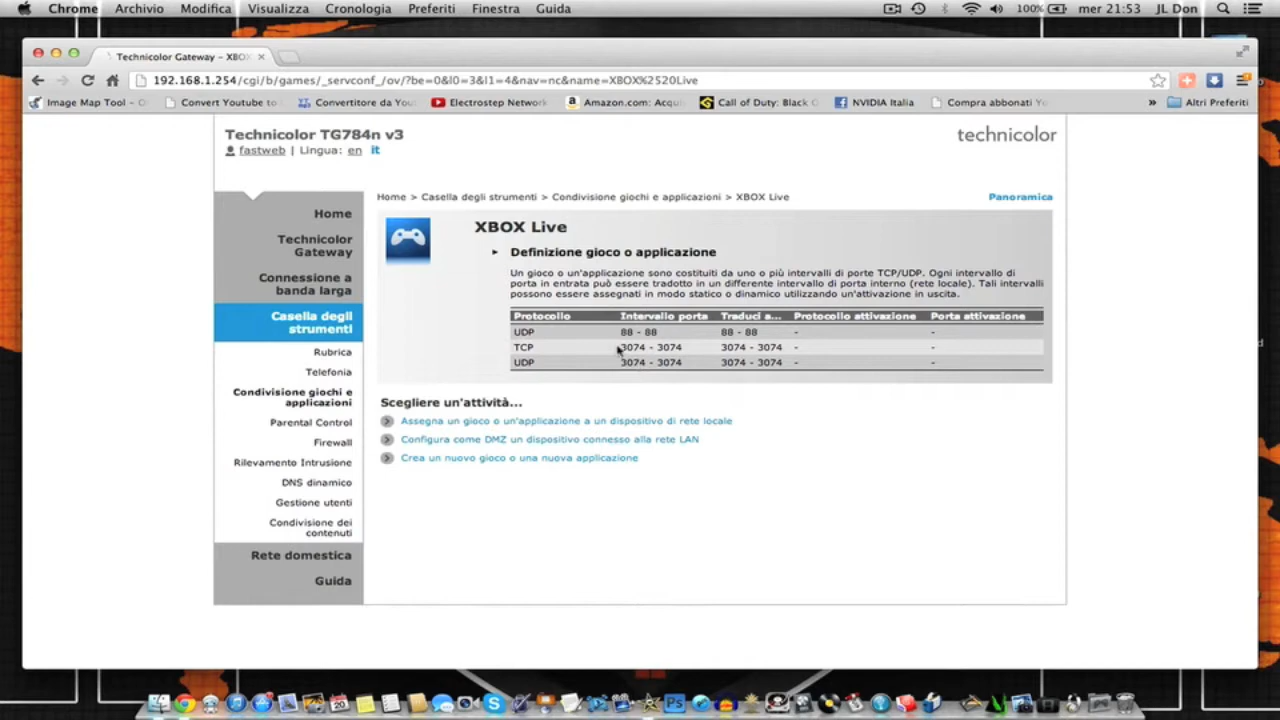 Chrome Archivio Modifica Visualizza Cronologia Preferiti Finestra Guida 100% mer 21:53 JL Don
Technicolor Gateway - XBOX
192.168.1.254/cgi/b/games/_servconf_/ov/?be=0&l0=3&l1=4&nav=nc&name=XBOX%2520Live
Image Map Tool - O Convert Youtube to Convertitore da You Electrostep Network Amazon.com: Acqui Call of Duty: Black O NVIDIA Italia Compra abbonati Yo » Altri Preferiti
Technicolor TG784n v3
technicolor
fastweb | Lingua: en it
Home > Casella degli strumenti > Condivisione giochi e applicazioni > XBOX Live
Panoramica
Home
Technicolor
Gateway
Connessione a
banda larga
Casella degli
strumenti
Rubrica
Telefonia
Condivisione giochi e
applicazioni
Parental Control
Firewall
Rilevamento Intrusione
DNS dinamico
Gestione utenti
Condivisione dei
contenuti
Rete domestica
Guida
XBOX Live
Definizione gioco o applicazione
Un gioco o un'applicazione sono costituiti da uno o più intervalli di porte TCP/UDP. Ogni intervallo di
porta in entrata può essere tradotto in un differente intervallo di porta interno (rete locale). Tali intervalli
possono essere assegnati in modo statico o dinamico utilizzando un'attivazione in uscita.
Protocollo Intervallo porta Traduci a... Protocollo attivazione Porta attivazione
UDP 88 - 88 88 - 88 - -
TCP 3074 - 3074 3074 - 3074 - -
UDP 3074 - 3074 3074 - 3074 - -
Scegliere un'attività...
Assegna un gioco o un'applicazione a un dispositivo di rete locale
Configura come DMZ un dispositivo connesso alla rete LAN
Crea un nuovo gioco o una nuova applicazione
20
Ps